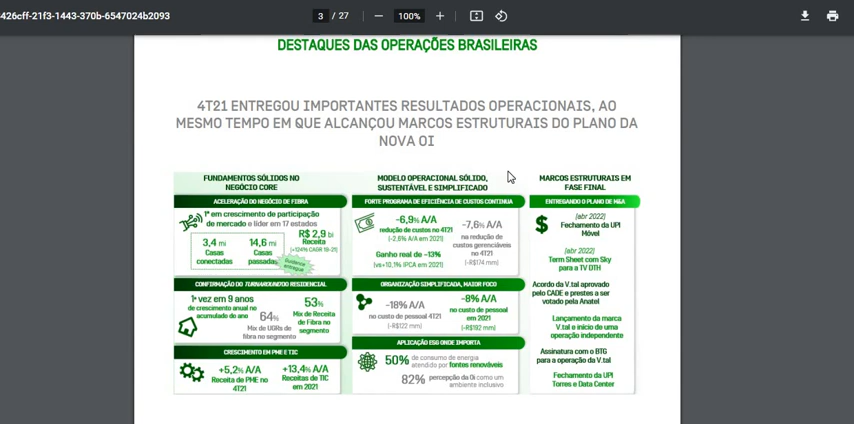 426cff-21f3-1443-370b-6547024b2093
3 / 27
100%
DESTAQUES DAS OPERAÇÕES BRASILEIRAS
4T21 ENTREGOU IMPORTANTES RESULTADOS OPERACIONAIS, AO
MESMO TEMPO EM QUE ALCANÇOU MARCOS ESTRUTURAIS DO PLANO DA
NOVA OI
FUNDAMENTOS SÓLIDOS NO
NEGÓCIO CORE
ACELERAÇÃO DO NEGÓCIO DE FIBRA
1º em crescimento de participação
de mercado e líder em 17 estados
3,4 mi
Casas
conectadas
14,6 mi
Casas
passadas
R$ 2,9 bi
Receita
(+124% CAGR 19-21)
Guidance
entregue
CONFIRMAÇÃO DO TURNAROUND DO RESIDENCIAL
1ª vez em 9 anos
de crescimento anual no
acumulado do ano
64%
Mix de UGRs de
fibra no segmento
53%
Mix de Receita
de Fibra no
segmento
CRESCIMENTO EM PME E TIC
+5,2% A/A
Receita de PME no
4T21
+13,4% A/A
Receitas de TIC
em 2021
MODELO OPERACIONAL SÓLIDO,
SUSTENTÁVEL E SIMPLIFICADO
FORTE PROGRAMA DE EFICIÊNCIA DE CUSTOS CONTINUA
-6,9% A/A
redução de custos no 4T21
(-2,6% A/A em 2021)
Ganho real de ~13%
(vs+10,1% IPCA em 2021)
-7,6% A/A
na redução de
custos gerenciáveis
no 4T21
(-R$174 mm)
ORGANIZAÇÃO SIMPLIFICADA, MAIOR FOCO
-18% A/A
no custo de pessoal 4T21
(-R$122 mm)
-8% A/A
no custo de pessoal
em 2021
(-R$192 mm)
APLICAÇÃO ESG ONDE IMPORTA
50% de consumo de energia
atendido por fontes renováveis
82% percepção da Oi como um
ambiente inclusivo
MARCOS ESTRUTURAIS EM
FASE FINAL
ENTREGANDO O PLANO DE M&A
(abr 2022)
Fechamento da UPI
Móvel
(abr 2022)
Term Sheet com Sky
para a TV DTH
Acordo da V.tal aprovado
pelo CADE e prestes a ser
votado pela Anatel
Lançamento da marca
V.tal e início de uma
operação independente
Assinatura com o BTG
para a operação da V.tal
Fechamento da UPI
Torres e Data Center